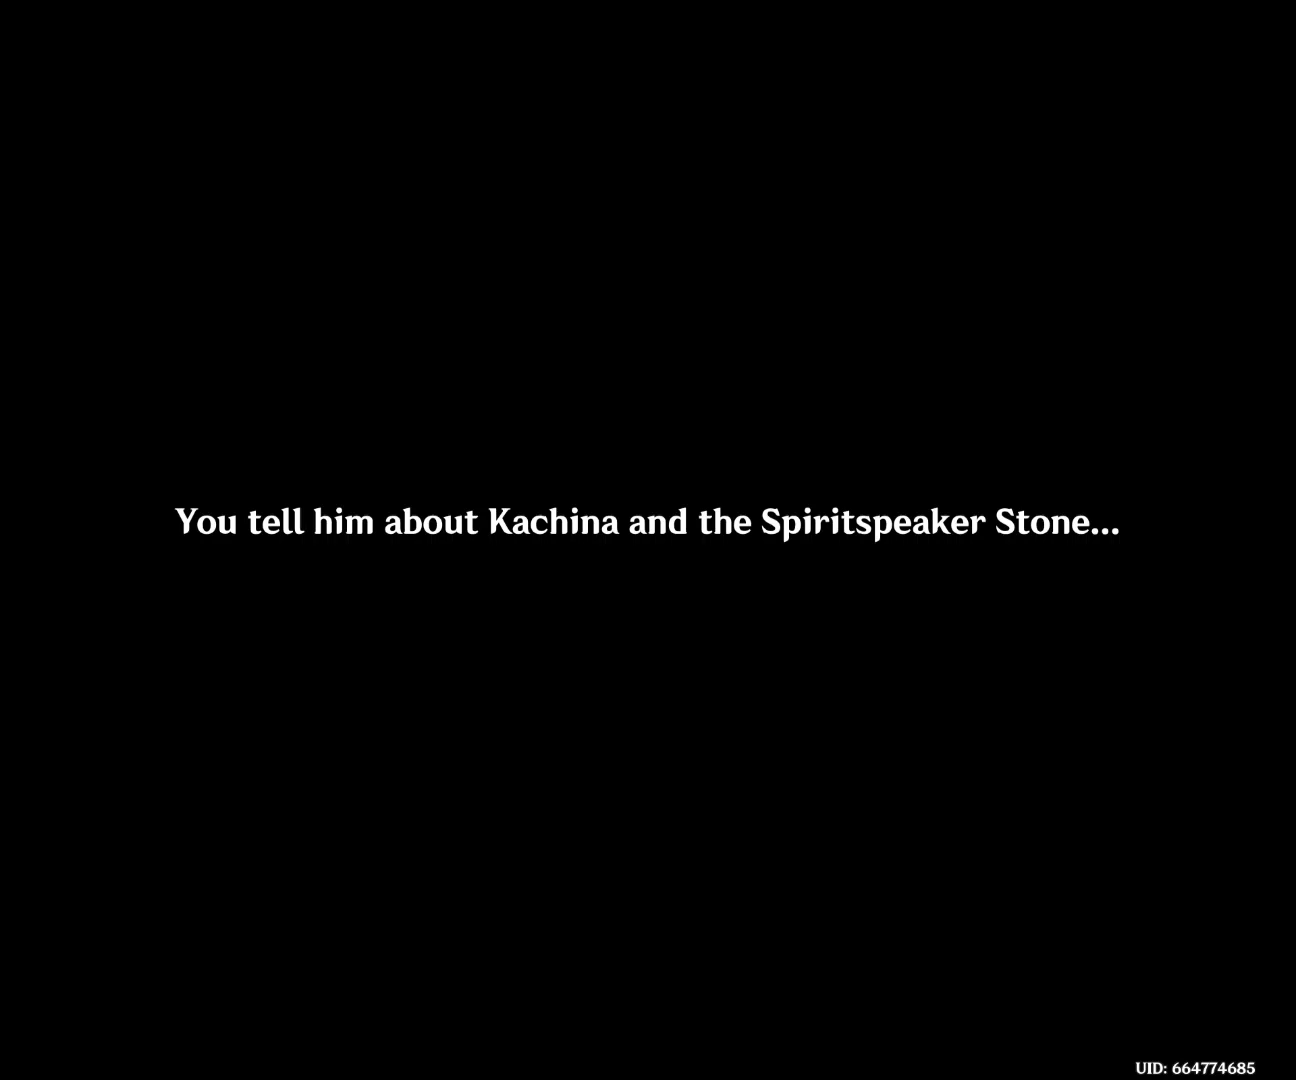 You tell him about Kachina and the Spiritspeaker Stone...
UID: 664774685